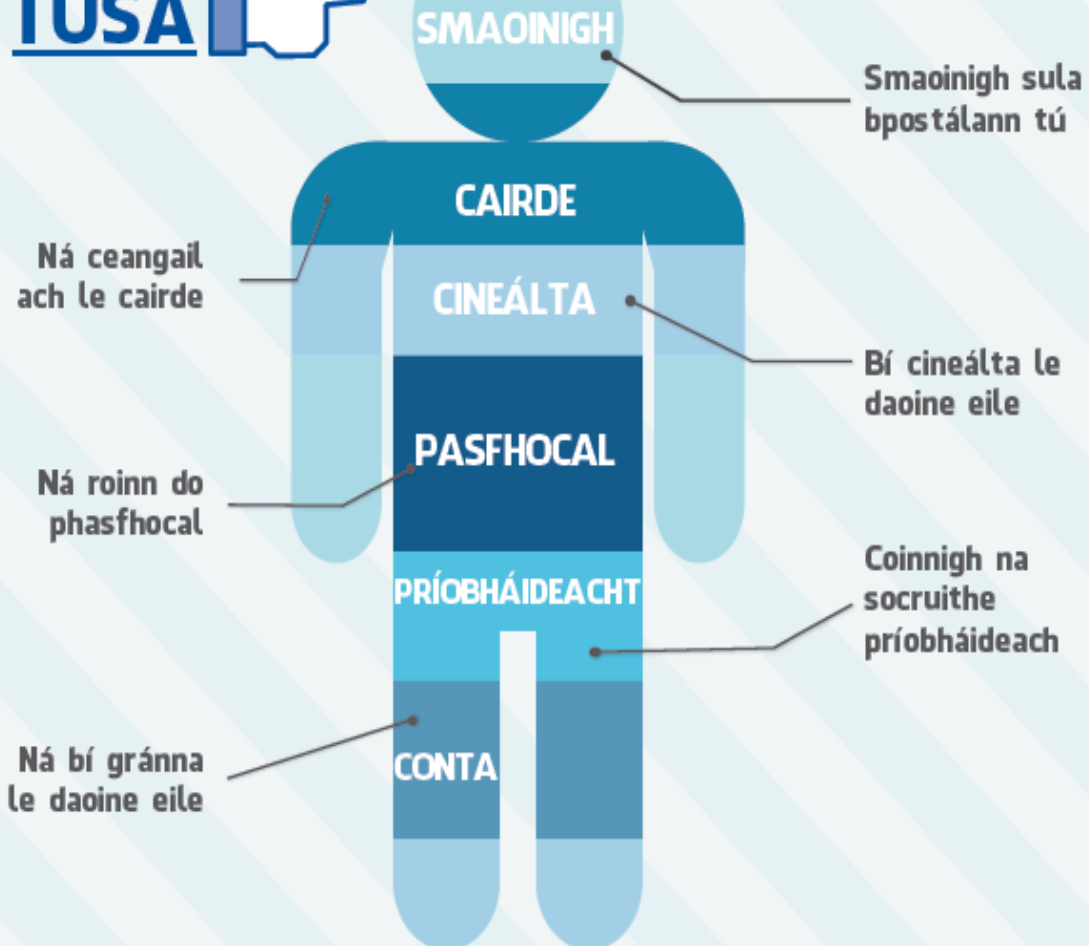 TUSA
SMAOINIGH
Smaoinigh sula
bpostálann tú
CAIRDE
Ná ceangail
ach le cairde
CINEÁLTA
Bí cineálta le
daoine eile
PASFHOCAL
Ná roinn do
phasfhocal
PRÍOBHÁIDEACHT
Coinnigh na
socruithe
príobháideach
CONTA
Ná bí gránna
le daoine eile